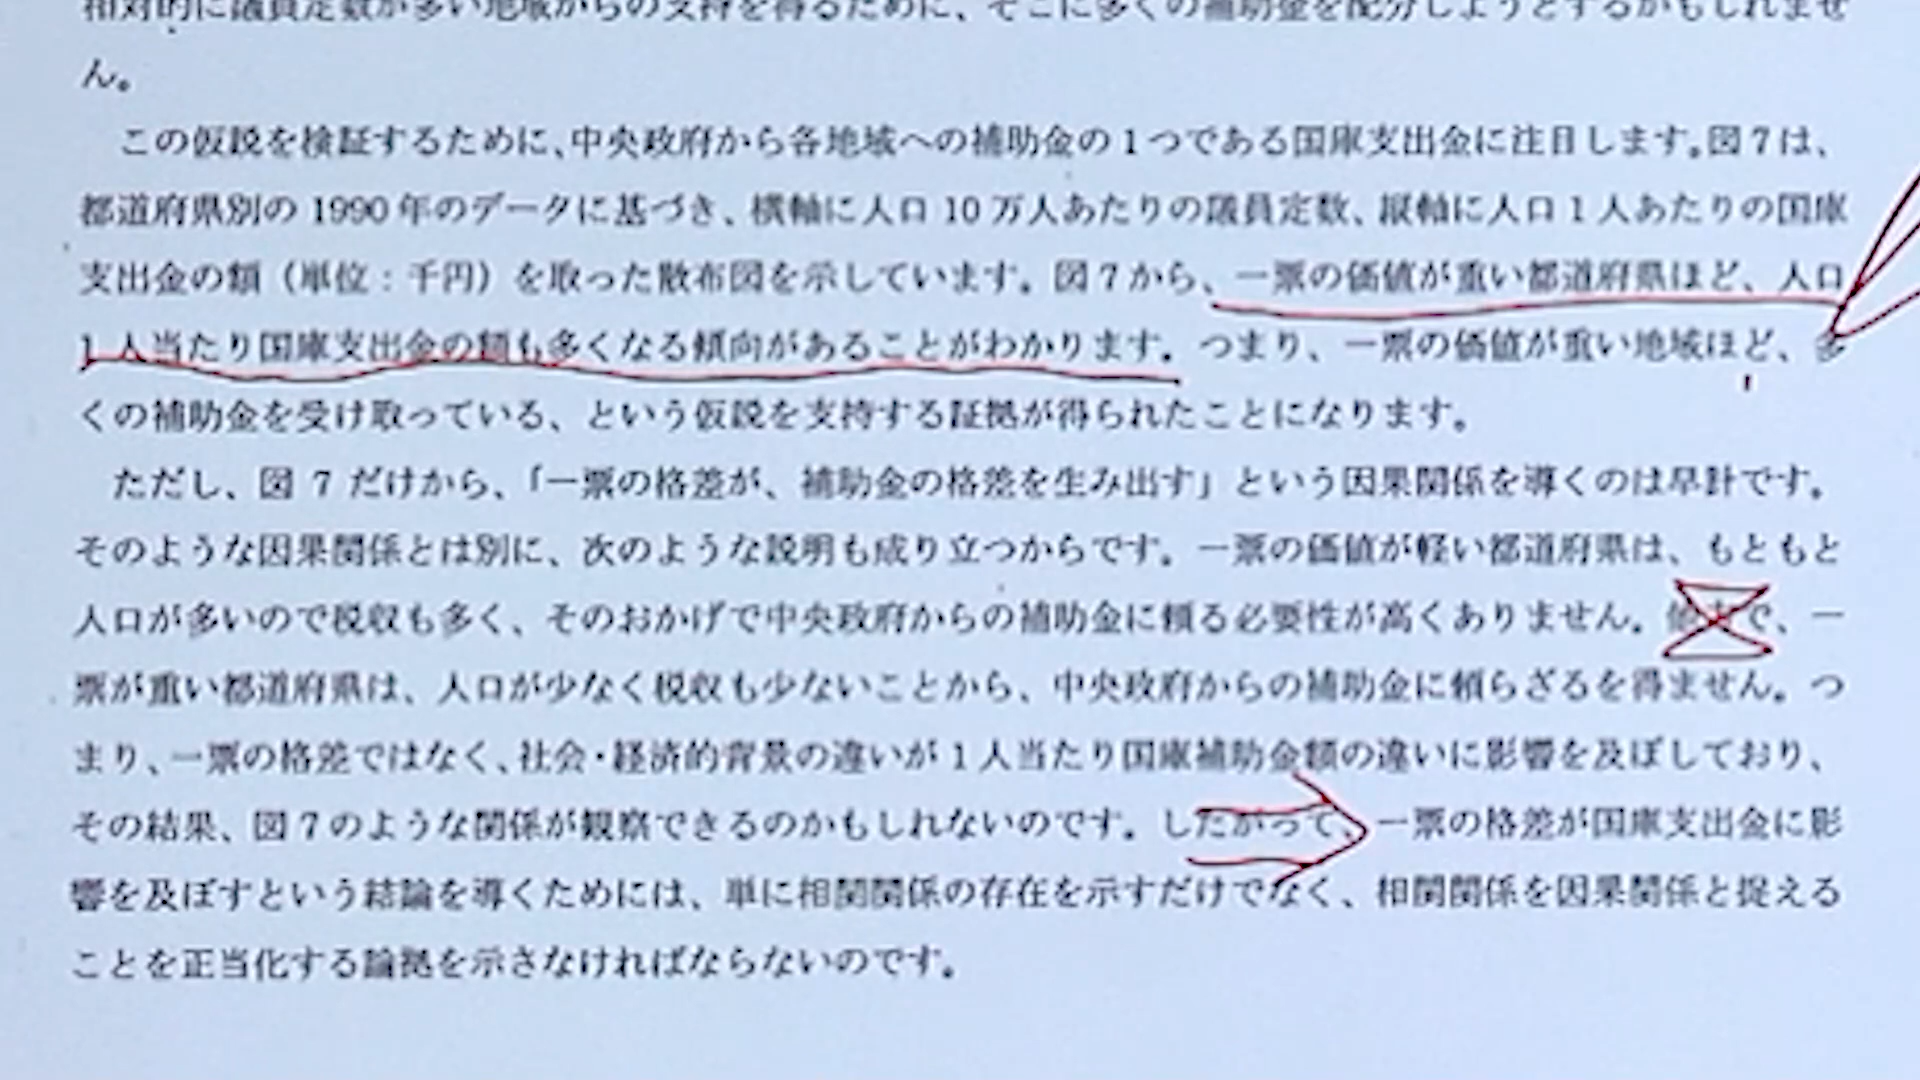 相対的に議員定数が多い地域からの支持を得るために、そこに多くの補助金を配分しようとするかもしれませ
ん。
この仮説を検証するために、中央政府から各地域への補助金の1つである国庫支出金に注目します。図7は、
都道府県別の 1990 年のデータに基づき、横軸に人口 10 万人あたりの議員定数、縦軸に人口1人あたりの国庫
支出金の額（単位：千円）を取った散布図を示しています。図7から、一票の価値が重い都道府県ほど、人口
1人当たり国庫支出金の額も多くなる傾向があることがわかります。つまり、一票の価値が重い地域ほど、多
くの補助金を受け取っている、という仮説を支持する証拠が得られたことになります。
ただし、図 7 だけから、「一票の格差が、補助金の格差を生み出す」という因果関係を導くのは早計です。
そのような因果関係とは別に、次のような説明も成り立つからです。一票の価値が軽い都道府県は、もともと
人口が多いので税収も多く、そのおかげで中央政府からの補助金に頼る必要性が高くありません。他方で、一
票が重い都道府県は、人口が少なく税収も少ないことから、中央政府からの補助金に頼らざるを得ません。つ
まり、一票の格差ではなく、社会・経済的背景の違いが1人当たり国庫補助金額の違いに影響を及ぼしており、
その結果、図7のような関係が観察できるのかもしれないのです。したがって、一票の格差が国庫支出金に影
響を及ぼすという結論を導くためには、単に相関関係の存在を示すだけでなく、相関関係を因果関係と捉える
ことを正当化する論拠を示さなければならないのです。